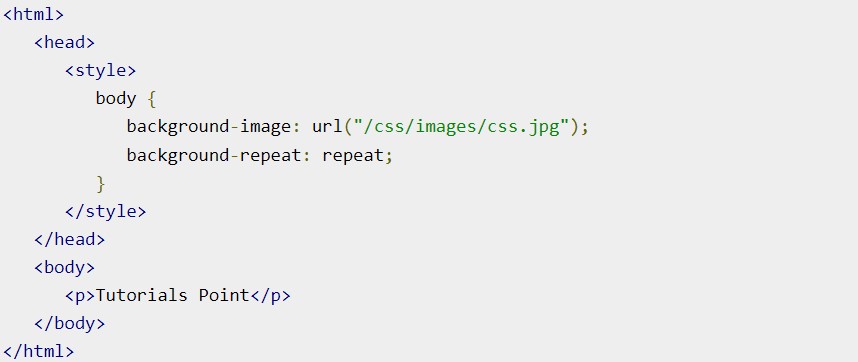 <html>
<head>
<style>
body {
background-image: url("/css/images/css.jpg");
background-repeat: repeat;
}
</style>
</head>
<body>
<p>Tutorials Point</p>
</body>
</html>